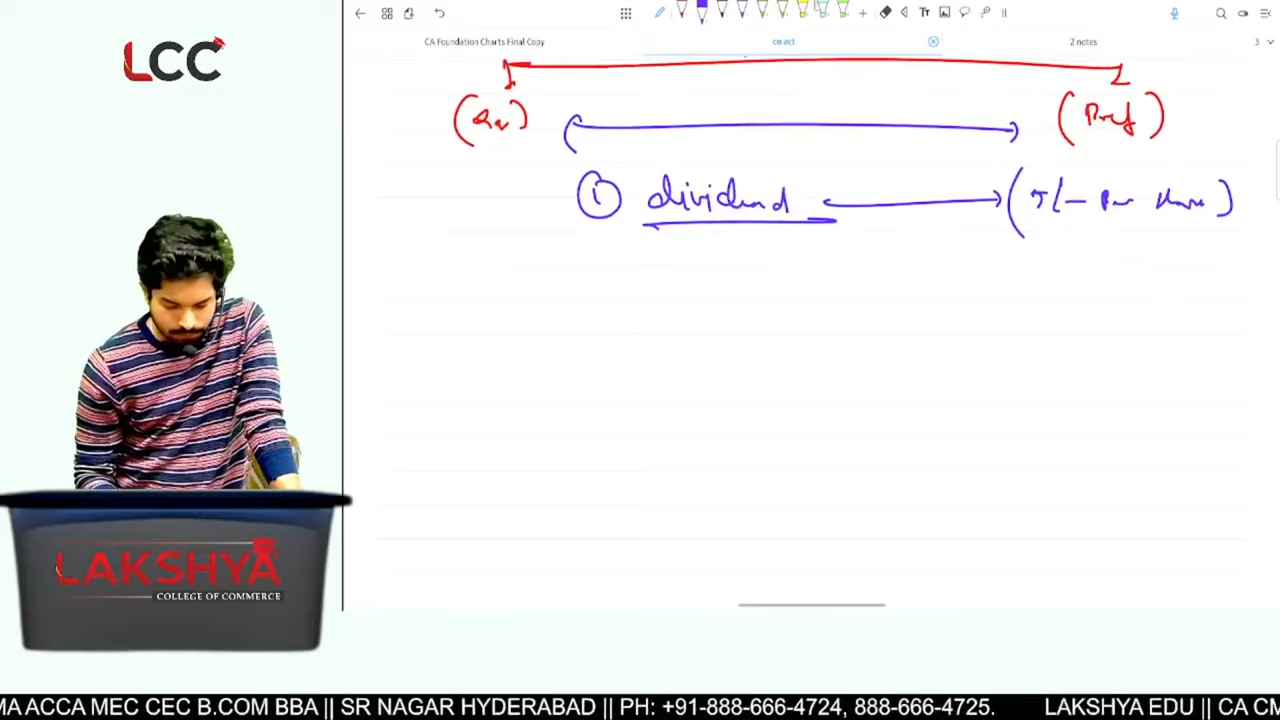 LCC
CA Foundation Charts Final Copy
co act
2 notes
3
(Pref)
① dividend (5/- Per share)
LAKSHYA
COLLEGE OF COMMERCE
MA ACCA MEC CEC B.COM BBA || SR NAGAR HYDERABAD || PH: +91-888-666-4724, 888-666-4725. LAKSHYA EDU || CA CM